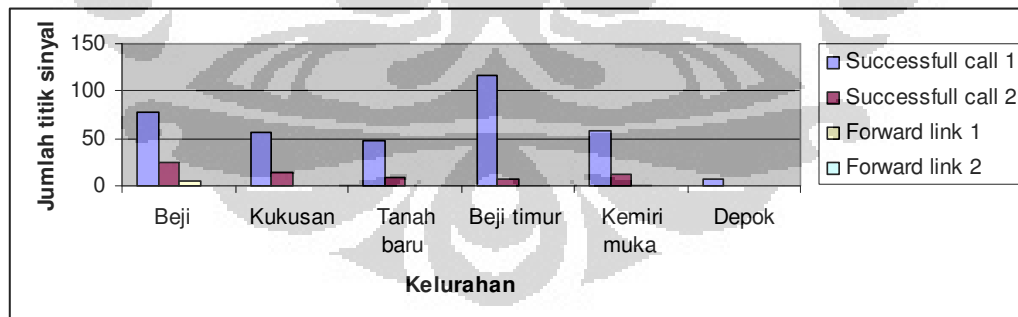 Jumlah titik sinyal
150
100
50
0
Beji
Kukusan
Tanah
baru
Beji timur
Kemiri
muka
Depok
Kelurahan
Successfull call 1
Successfull call 2
Forward link 1
Forward link 2